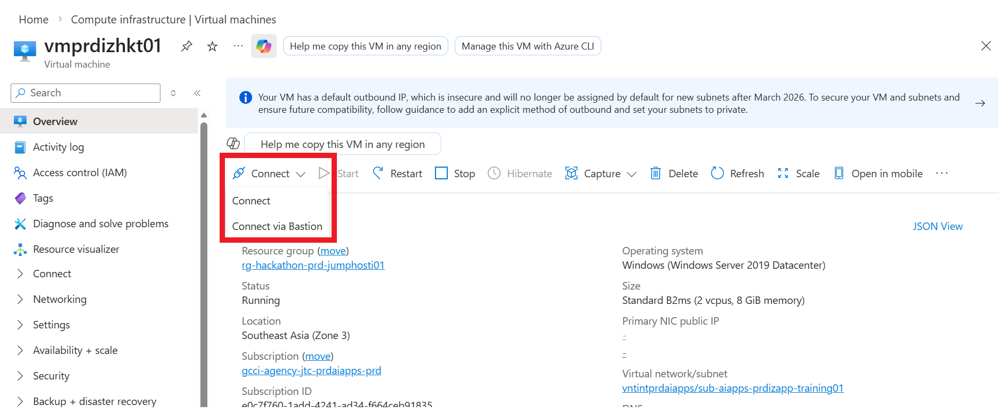 Home > Compute infrastructure | Virtual machines
vmprdizhkt01
Help me copy this VM in any region
Manage this VM with Azure CLI
Virtual machine
Search
Overview
Activity log
Access control (IAM)
Tags
Diagnose and solve problems
Resource visualizer
Connect
Networking
Settings
Availability + scale
Security
Backup + disaster recovery
Your VM has a default outbound IP, which is insecure and will no longer be assigned by default for new subnets after March 2026. To secure your VM and subnets and
ensure future compatibility, follow guidance to add an explicit method of outbound and set your subnets to private.
Help me copy this VM in any region
Connect Start Restart Stop Hibernate Capture Delete Refresh Scale Open in mobile ...
Connect
Connect via Bastion
JSON View
Resource group (move)
rg-hackathon-prd-jumphosti01
Status
Running
Location
Southeast Asia (Zone 3)
Subscription (move)
gcci-agency-jtc-prdaiapps-prd
Subscription ID
e0c7f760-1add-4241-ad34-f664ceb91835
Operating system
Windows (Windows Server 2019 Datacenter)
Size
Standard B2ms (2 vcpus, 8 GiB memory)
Primary NIC public IP
-
-
Virtual network/subnet
vntintprdaiapps/sub-aiapps-prdizapp-training01